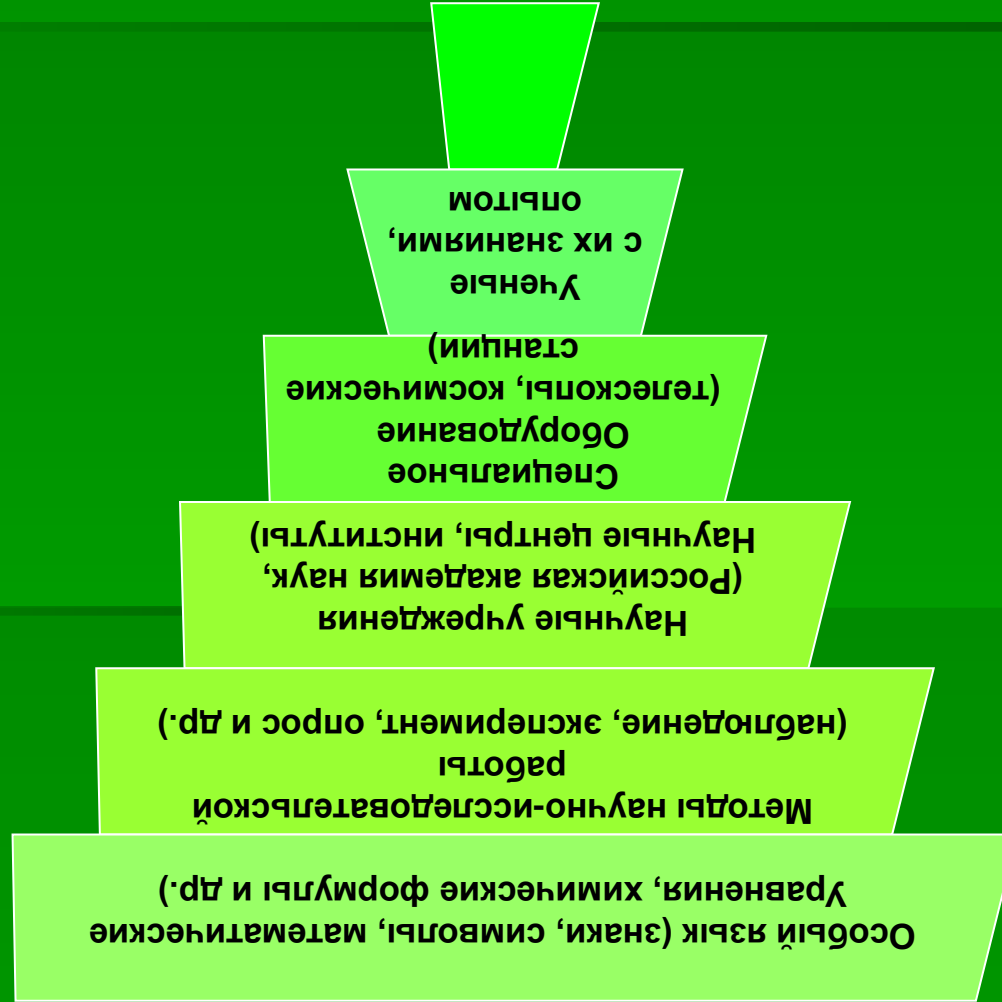 Особый язык (знаки, символы, математические
Уравнения, химические формулы и др.)
Методы научно-исследовательской
работы
(наблюдение, эксперимент, опрос и др.)
Научные учреждения
(Российская академия наук,
Научные центры, институты)
Специальное
Оборудование
(телескопы, космические
станции)
Ученые
с их знаниями,
опытом